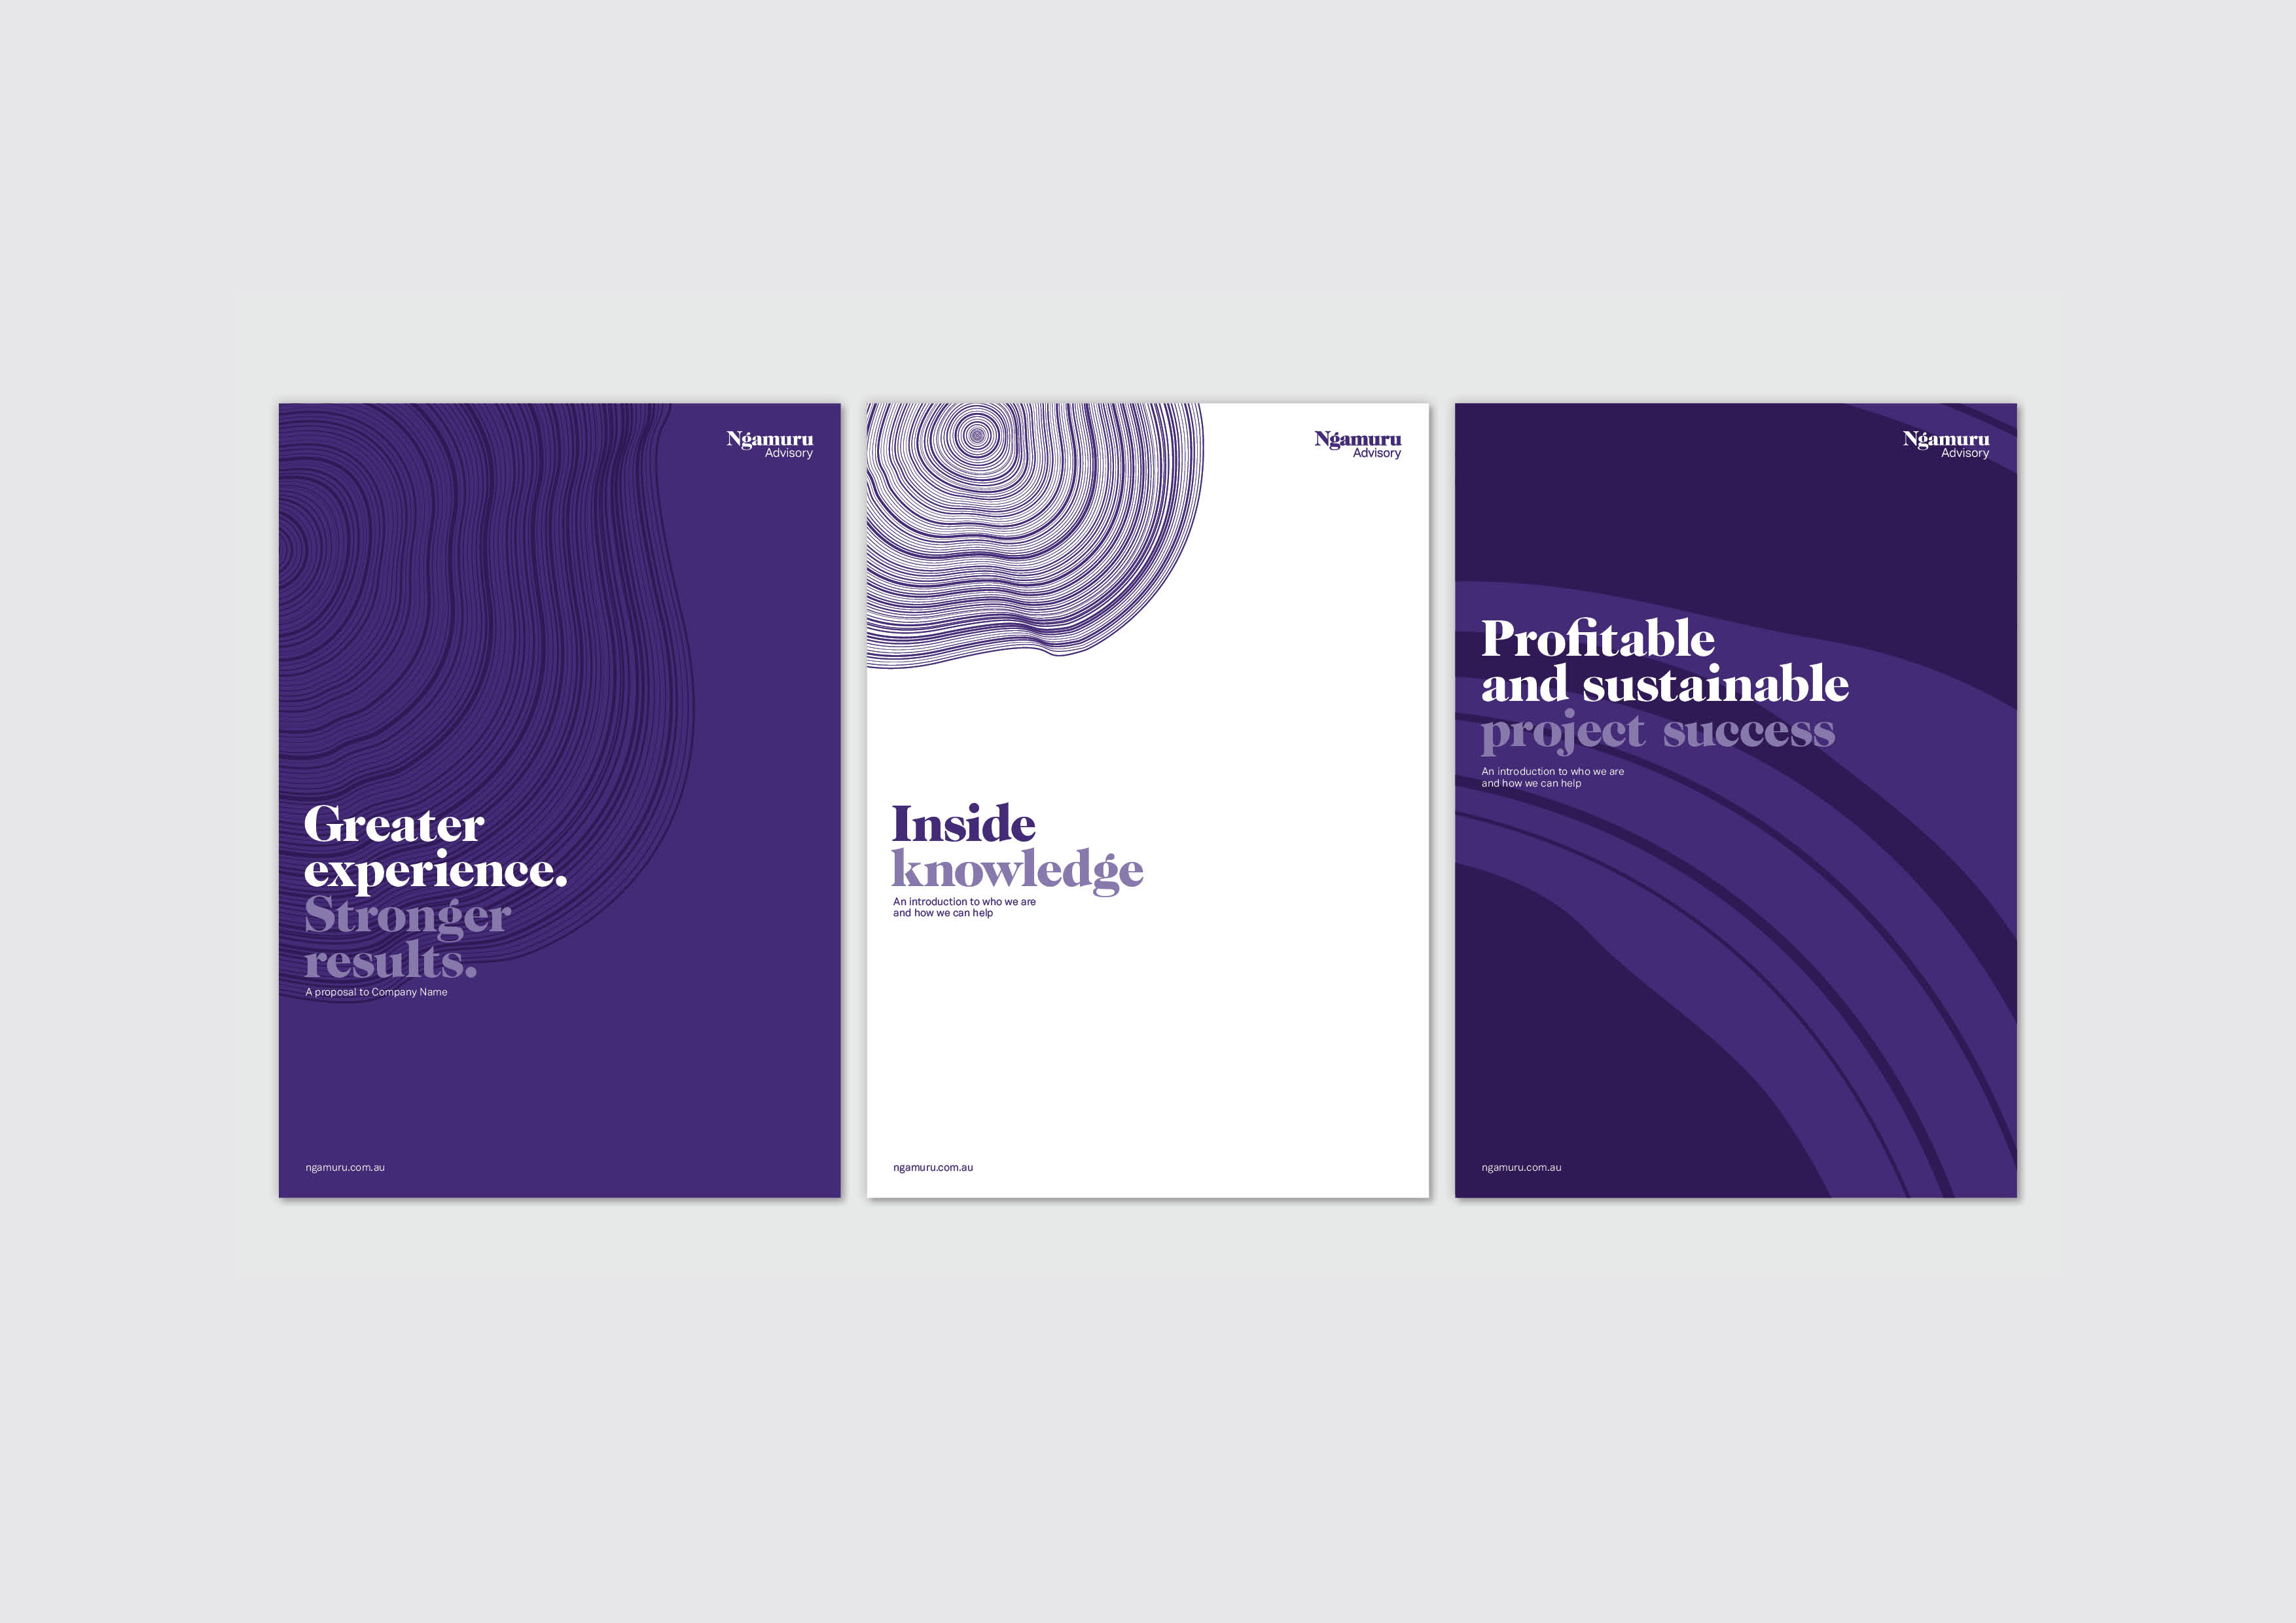 Ngamuru
Advisory
Greater
experience.
Stronger
results.
A proposal to Company Name
ngamuru.com.au
Ngamuru
Advisory
Inside
knowledge
An introduction to who we are
and how we can help
ngamuru.com.au
Ngamuru
Advisory
Profitable
and sustainable
project success
An introduction to who we are
and how we can help
ngamuru.com.au